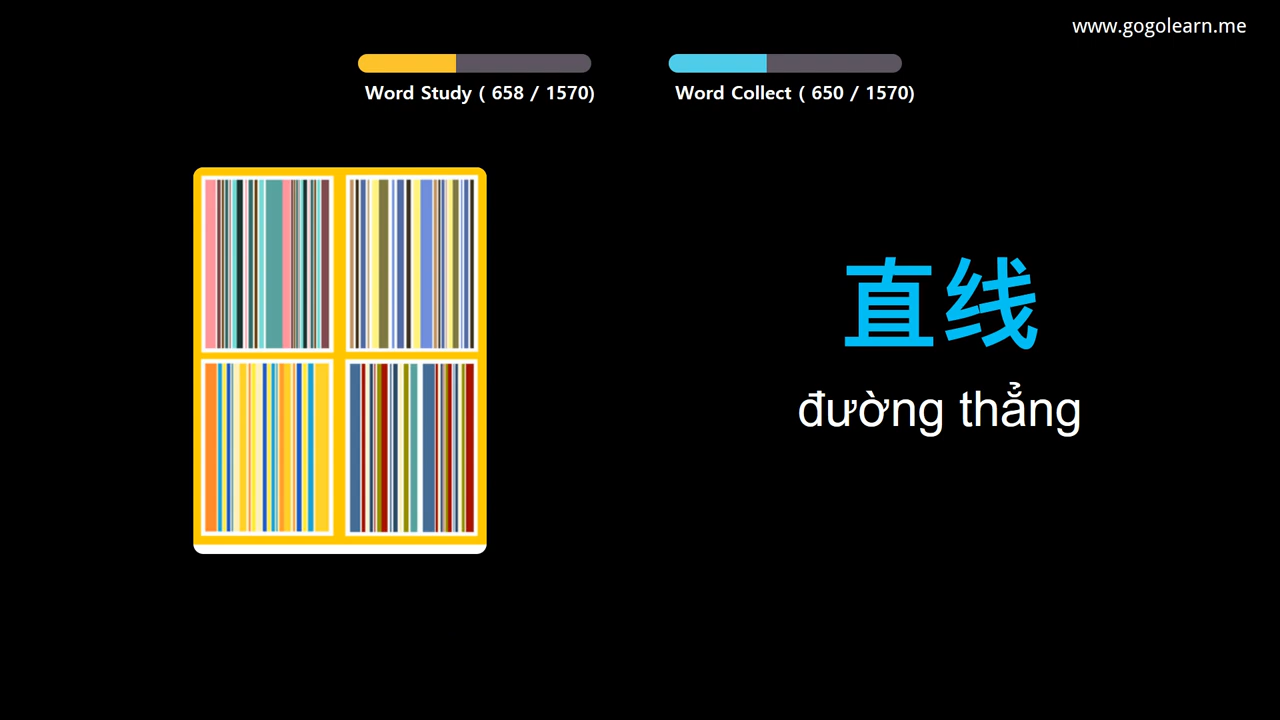 www.gogolearn.me
Word Study ( 658 / 1570)
Word Collect ( 650 / 1570)
直线
đường thẳng